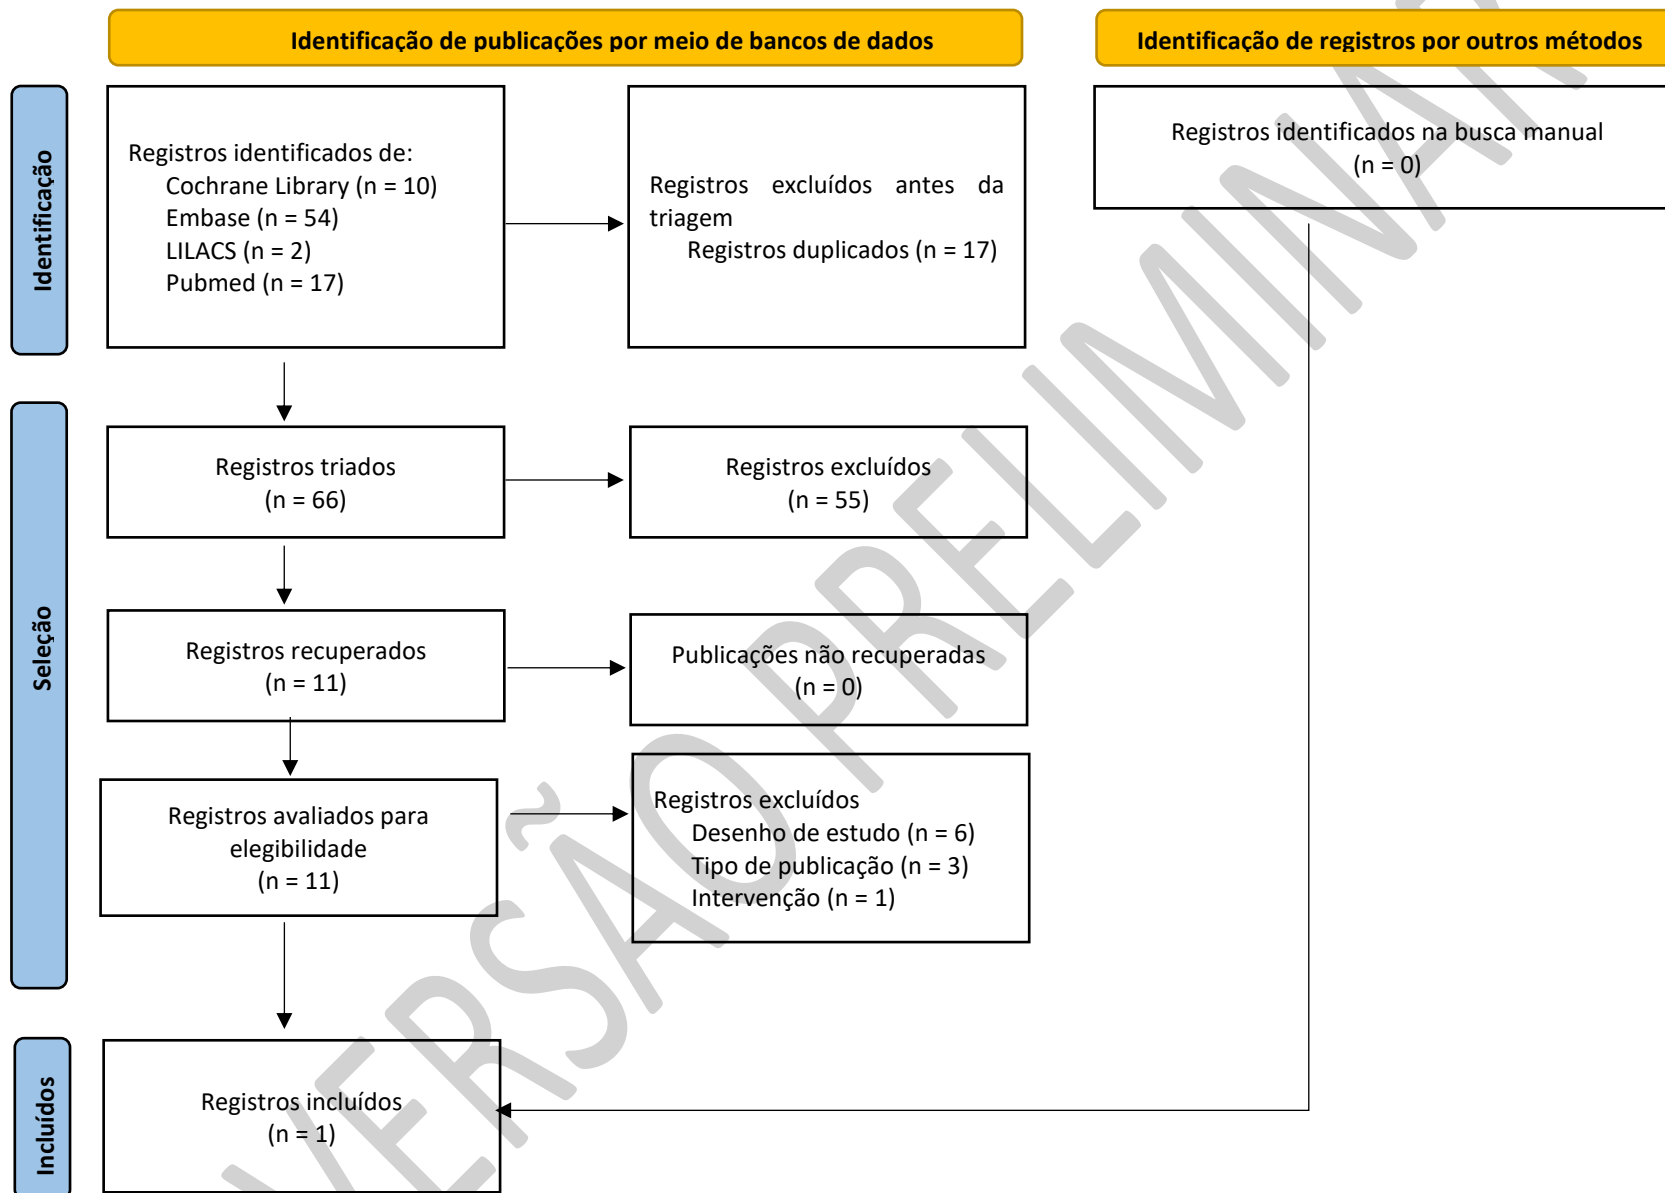 Identificação de publicações por meio de bancos de dados
Identificação de registros por outros métodos
Identificação
Registros identificados de:
Cochrane Library (n = 10)
Embase (n = 54)
LILACS (n = 2)
Pubmed (n = 17)
Registros excluídos antes da
triagem
Registros duplicados (n = 17)
Registros identificados na busca manual
(n = 0)
Seleção
Registros triados
(n = 66)
Registros excluídos
(n = 55)
Registros recuperados
(n = 11)
Publicações não recuperadas
(n = 0)
Registros avaliados para
elegibilidade
(n = 11)
Registros excluídos
Desenho de estudo (n = 6)
Tipo de publicação (n = 3)
Intervenção (n = 1)
Incluídos
Registros incluídos
(n = 1)
VERSÃO PRELIMINAR